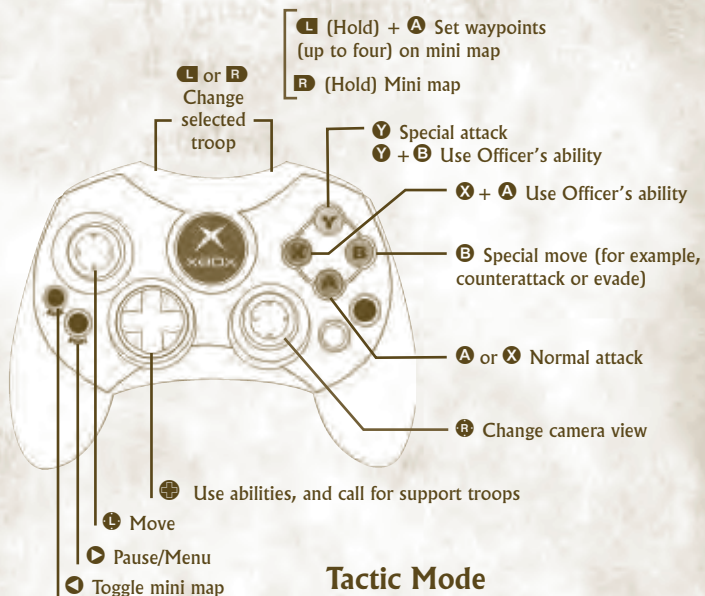 L (Hold) + A Set waypoints
(up to four) on mini map
R (Hold) Mini map
L or R
Change
selected
troop
Y Special attack
Y + B Use Officer's ability
X + A Use Officer's ability
B Special move (for example,
counterattack or evade)
A or X Normal attack
R Change camera view
Use abilities, and call for support troops
L Move
Pause/Menu
Toggle mini map
XBOX
Y
X
B
A
Tactic Mode